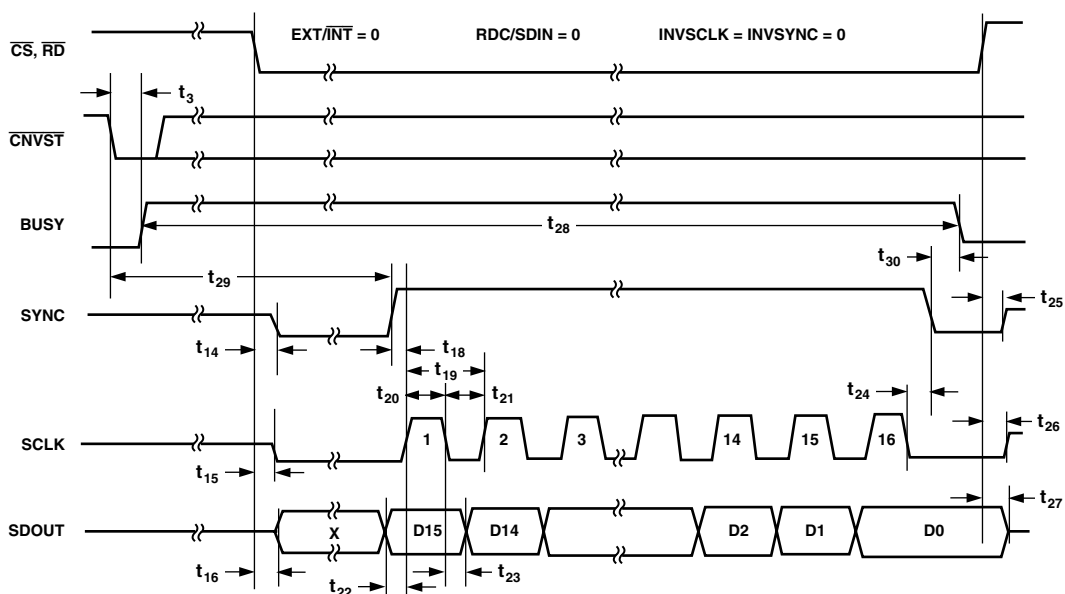 EXT/INT = 0 RDC/SDIN = 0 INVSCLK = INVSYNC = 0
CS, RD
t3
CNVST
BUSY
t28
t29
t30
SYNC
t25
t14
t18
t19
t20
t21
t24
SCLK
1 2 3 14 15 16
t26
t15
t27
SDOUT
X D15 D14 D2 D1 D0
t16
t22
t23